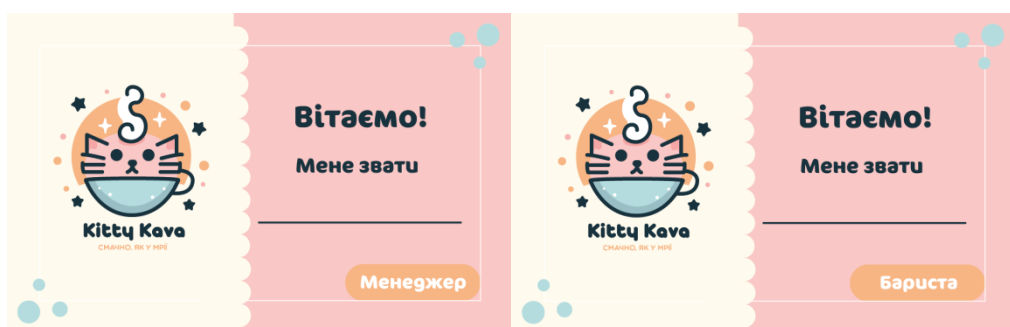 Kitty Kava
СМАЧНО, ЯК У МРІЇ
Вітаємо!
Мене звати
Менеджер
Kitty Kava
СМАЧНО, ЯК У МРІЇ
Вітаємо!
Мене звати
Бариста